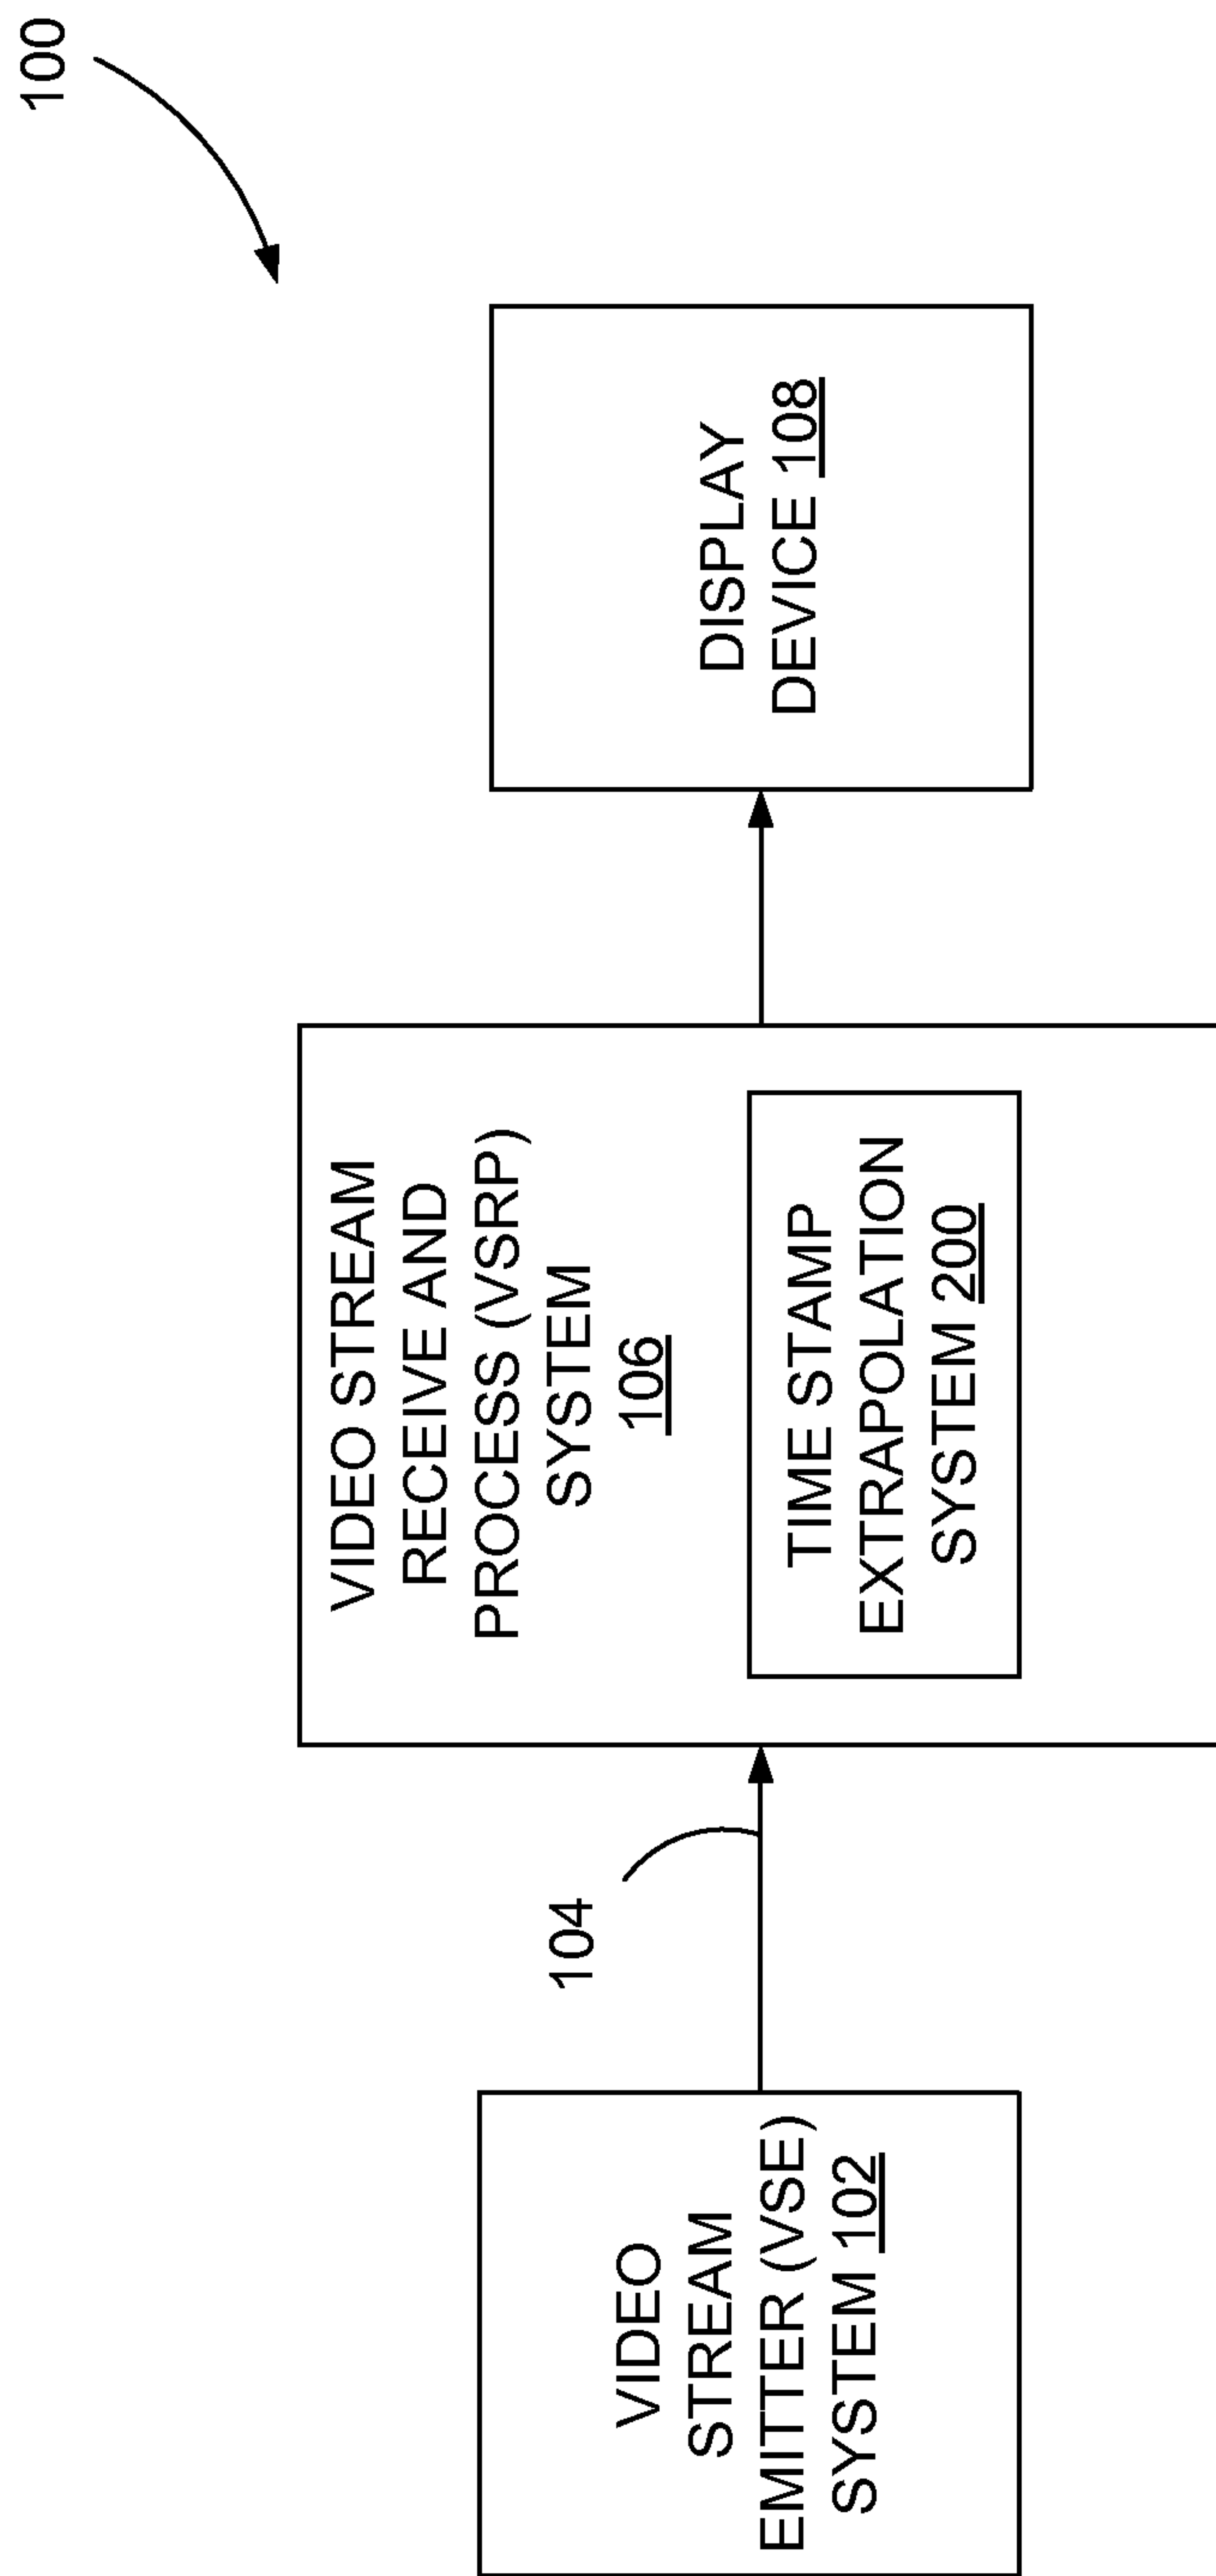 100
VIDEO
STREAM
EMITTER (VSE)
SYSTEM 102
104
VIDEO STREAM
RECEIVE AND
PROCESS (VSRP)
SYSTEM
106
TIME STAMP
EXTRAPOLATION
SYSTEM 200
DISPLAY
DEVICE 108